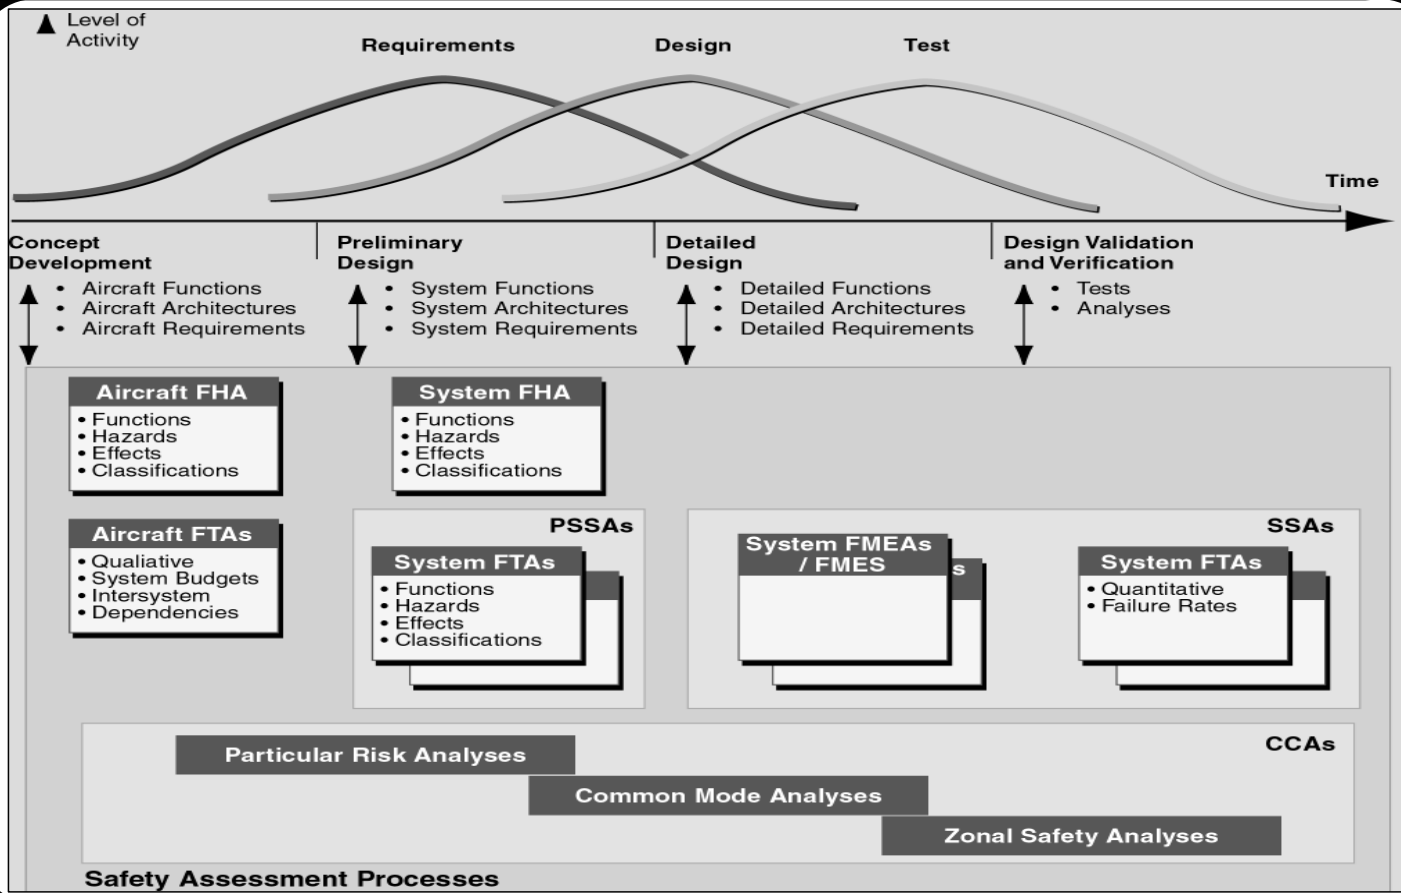 Level of
Activity
Requirements
Design
Test
Time
Concept
Development
• Aircraft Functions
• Aircraft Architectures
• Aircraft Requirements
Preliminary
Design
• System Functions
• System Architectures
• System Requirements
Detailed
Design
• Detailed Functions
• Detailed Architectures
• Detailed Requirements
Design Validation
and Verification
• Tests
• Analyses
Aircraft FHA
• Functions
• Hazards
• Effects
• Classifications
System FHA
• Functions
• Hazards
• Effects
• Classifications
Aircraft FTAs
• Qualiative
• System Budgets
• Intersystem
• Dependencies
PSSAs
System FTAs
• Functions
• Hazards
• Effects
• Classifications
SSAs
System FMEAs
/ FMES
s
System FTAs
• Quantitative
• Failure Rates
CCAs
Particular Risk Analyses
Common Mode Analyses
Zonal Safety Analyses
Safety Assessment Processes